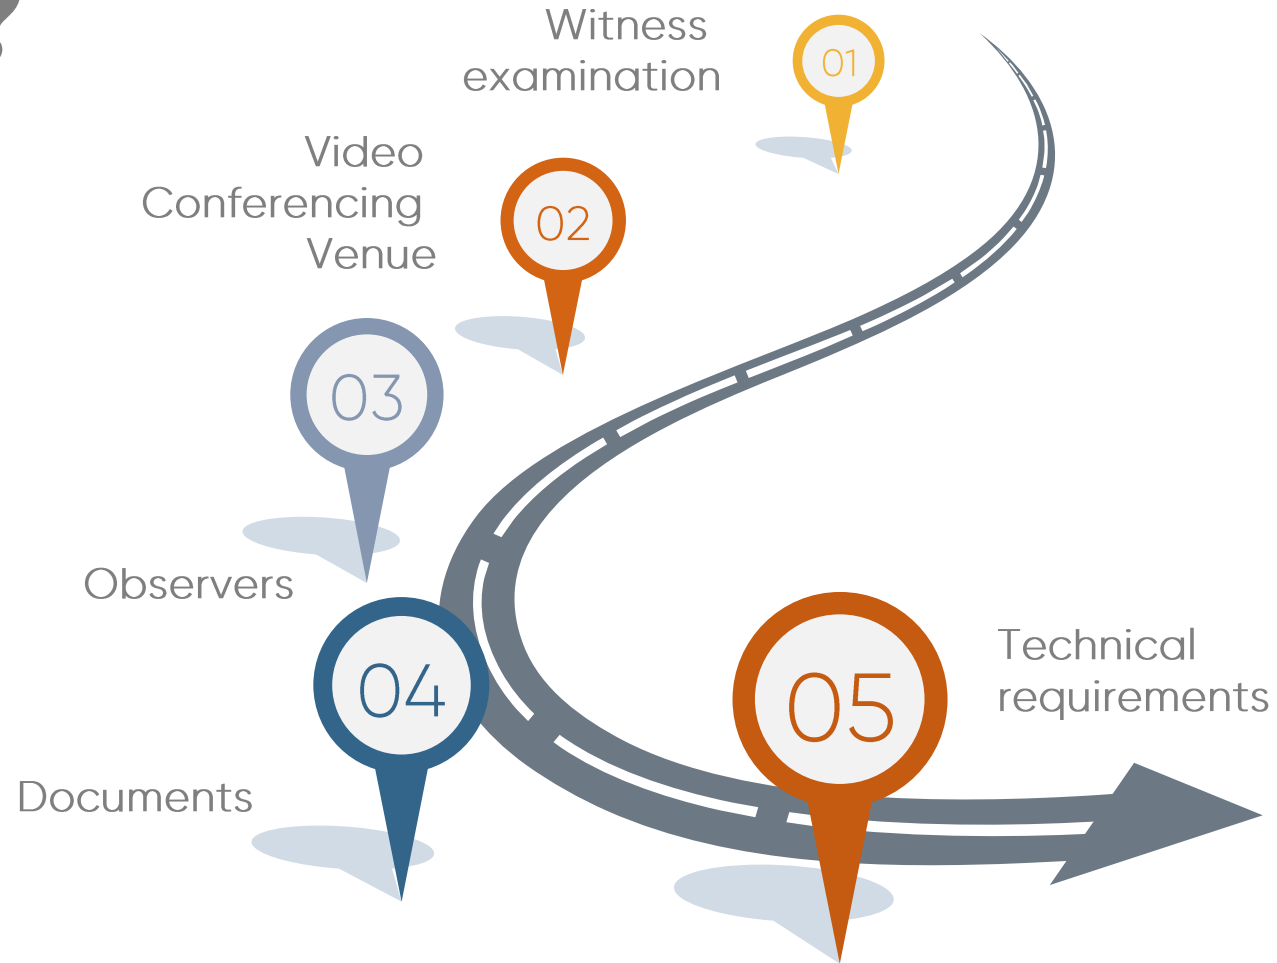 Witness
examination
01
Video
Conferencing
Venue
02
03
Observers
04
Documents
05
Technical
requirements